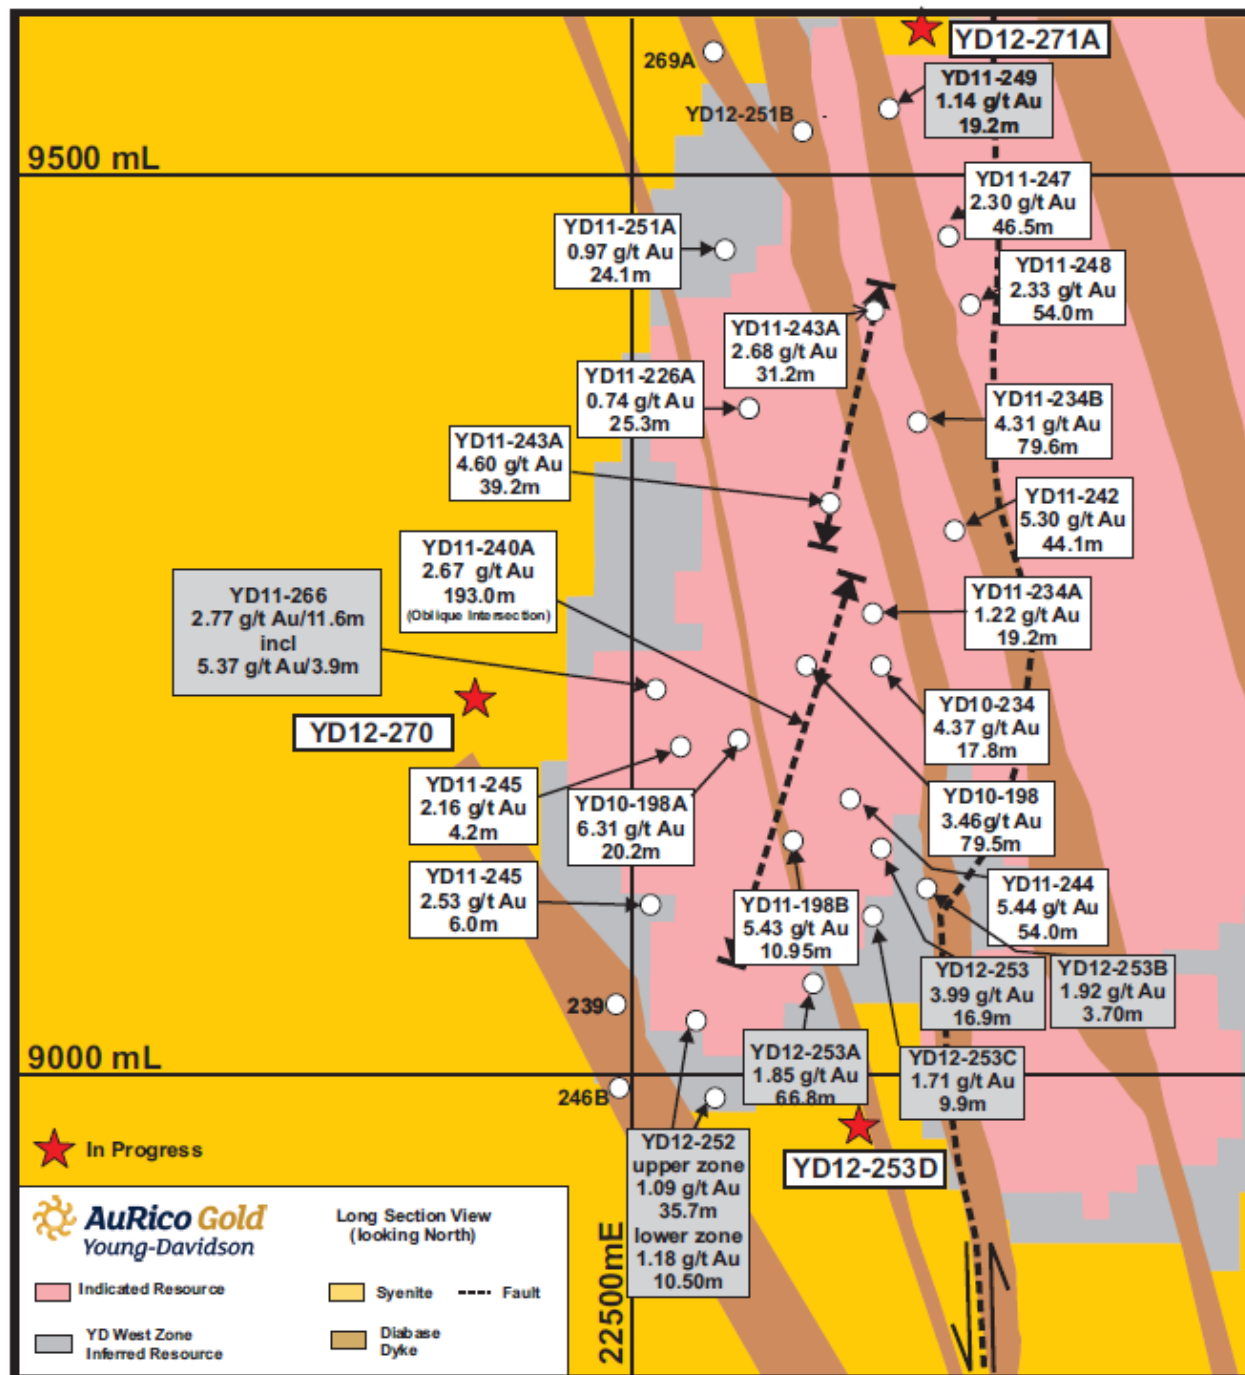 YD12-271A
269A
YD11-249
1.14 g/t Au
19.2m
YD12-251B
9500 mL
YD11-247
2.30 g/t Au
46.5m
YD11-251A
0.97 g/t Au
24.1m
YD11-248
2.33 g/t Au
54.0m
YD11-243A
2.68 g/t Au
31.2m
YD11-226A
0.74 g/t Au
25.3m
YD11-234B
4.31 g/t Au
79.6m
YD11-243A
4.60 g/t Au
39.2m
YD11-242
5.30 g/t Au
44.1m
YD11-240A
2.67 g/t Au
193.0m
(Oblique Intersection)
YD11-266
2.77 g/t Au/11.6m
incl
5.37 g/t Au/3.9m
YD11-234A
1.22 g/t Au
19.2m
YD12-270
YD10-234
4.37 g/t Au
17.8m
YD11-245
2.16 g/t Au
4.2m
YD10-198A
6.31 g/t Au
20.2m
YD10-198
3.46g/t Au
79.5m
YD11-245
2.53 g/t Au
6.0m
YD11-198B
5.43 g/t Au
10.95m
YD11-244
5.44 g/t Au
54.0m
YD12-253
3.99 g/t Au
16.9m
YD12-253B
1.92 g/t Au
3.70m
239
9000 mL
YD12-253A
1.85 g/t Au
66.8m
YD12-253C
1.71 g/t Au
9.9m
246B
YD12-252
upper zone
1.09 g/t Au
35.7m
lower zone
1.18 g/t Au
10.50m
YD12-253D
22500mE
In Progress
AuRico Gold
Young-Davidson
Long Section View
(looking North)
Indicated Resource
Syenite
Fault
YD West Zone
Inferred Resource
Diabase
Dyke